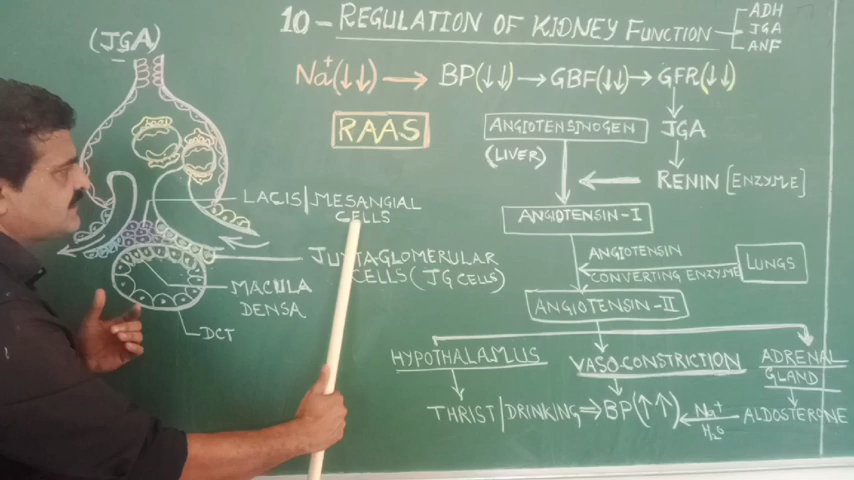 10 - REGULATION OF KIDNEY FUNCTION
ADH
JGA
ANF
(JGA)
Na+(↓↓) → BP(↓↓) → GBF(↓↓) → GFR(↓↓)
RAAS
ANGIOTENSINOGEN
(LIVER)
JGA
RENIN [ENZYME]
ANGIOTENSIN-I
LACIS/MESANGIAL
CELLS
JUXTAGLOMERULAR
CELLS (JG CELLS)
MACULA
DENSA
DCT
ANGIOTENSIN
CONVERTING ENZYME
LUNGS
ANGIOTENSIN-II
HYPOTHALAMUS
VASO-CONSTRICTION
ADRENAL
GLAND
THRIST/DRINKING ⇒ BP(↑↑)
Na+
H2O
ALDOSTERONE